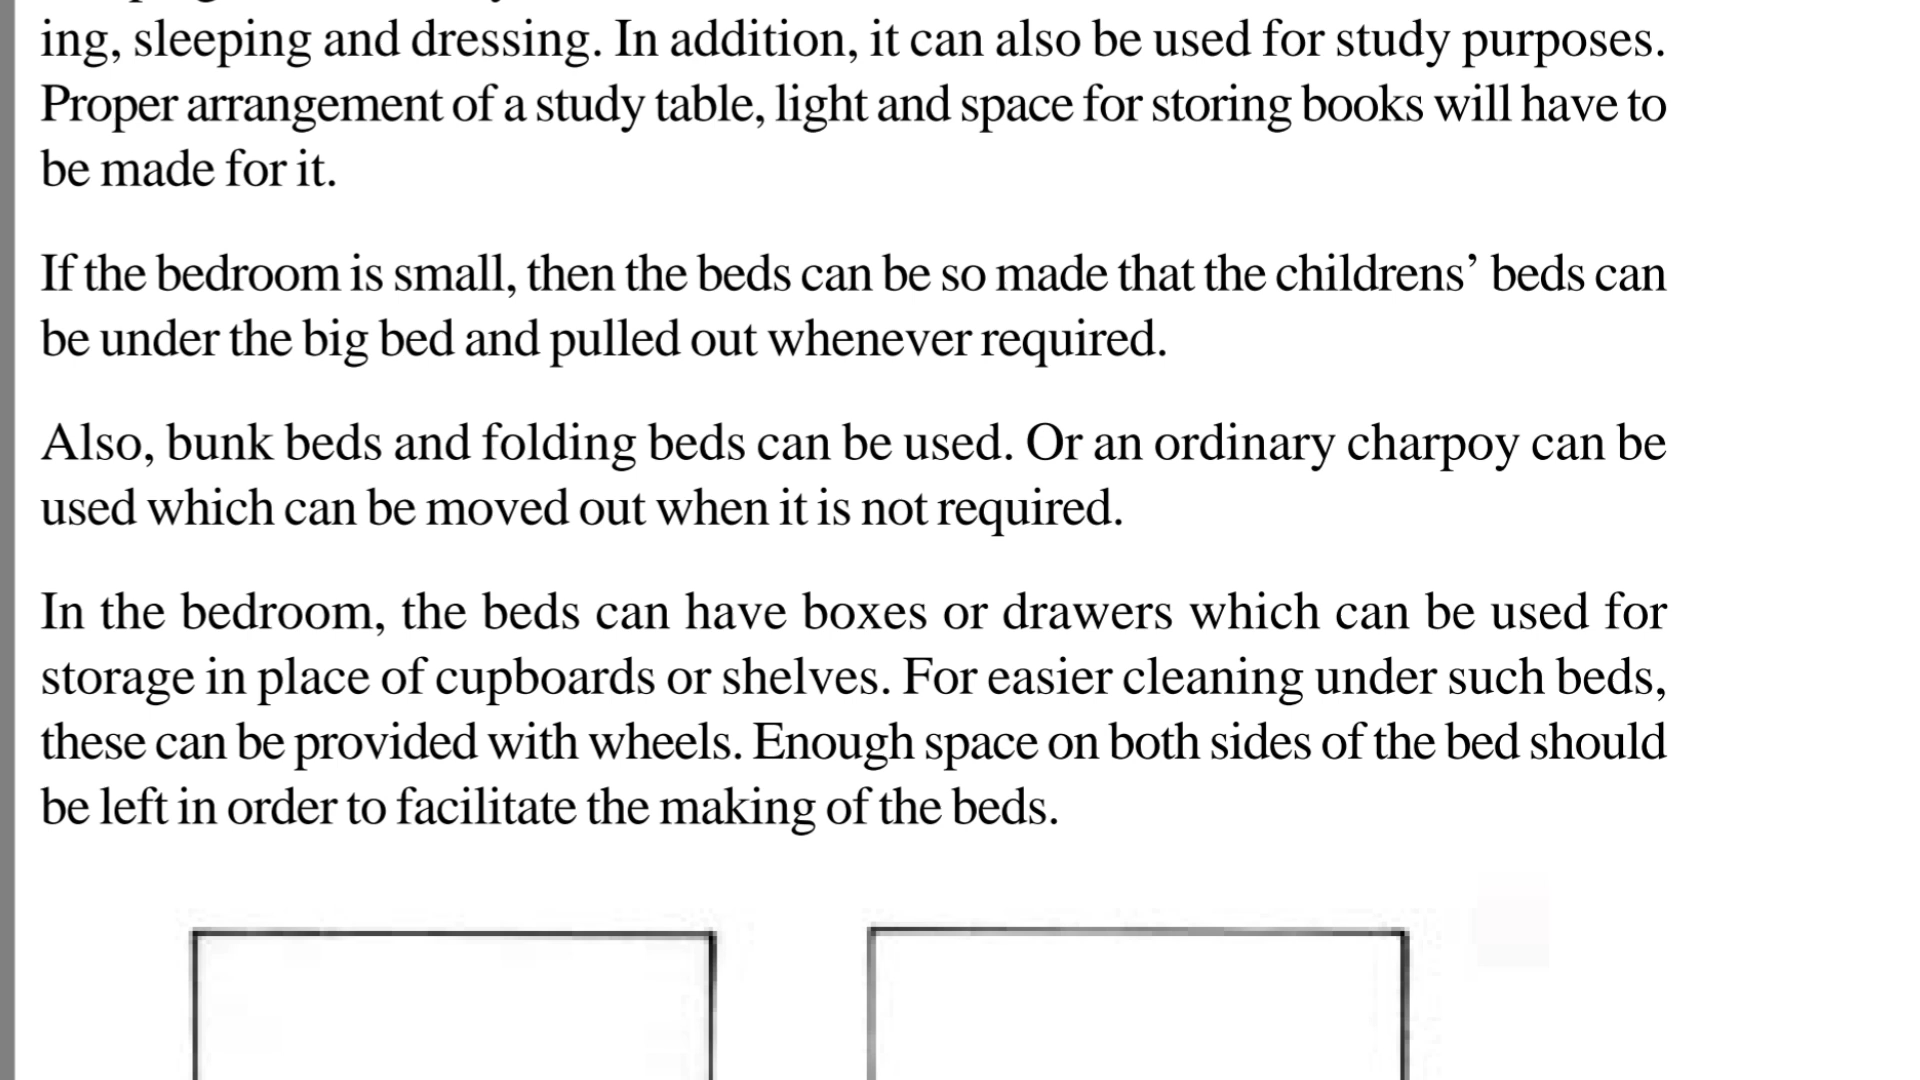 ing, sleeping and dressing. In addition, it can also be used for study purposes.
Proper arrangement of a study table, light and space for storing books will have to
be made for it.
If the bedroom is small, then the beds can be so made that the childrens’ beds can
be under the big bed and pulled out whenever required.
Also, bunk beds and folding beds can be used. Or an ordinary charpoy can be
used which can be moved out when it is not required.
In the bedroom, the beds can have boxes or drawers which can be used for
storage in place of cupboards or shelves. For easier cleaning under such beds,
these can be provided with wheels. Enough space on both sides of the bed should
be left in order to facilitate the making of the beds.